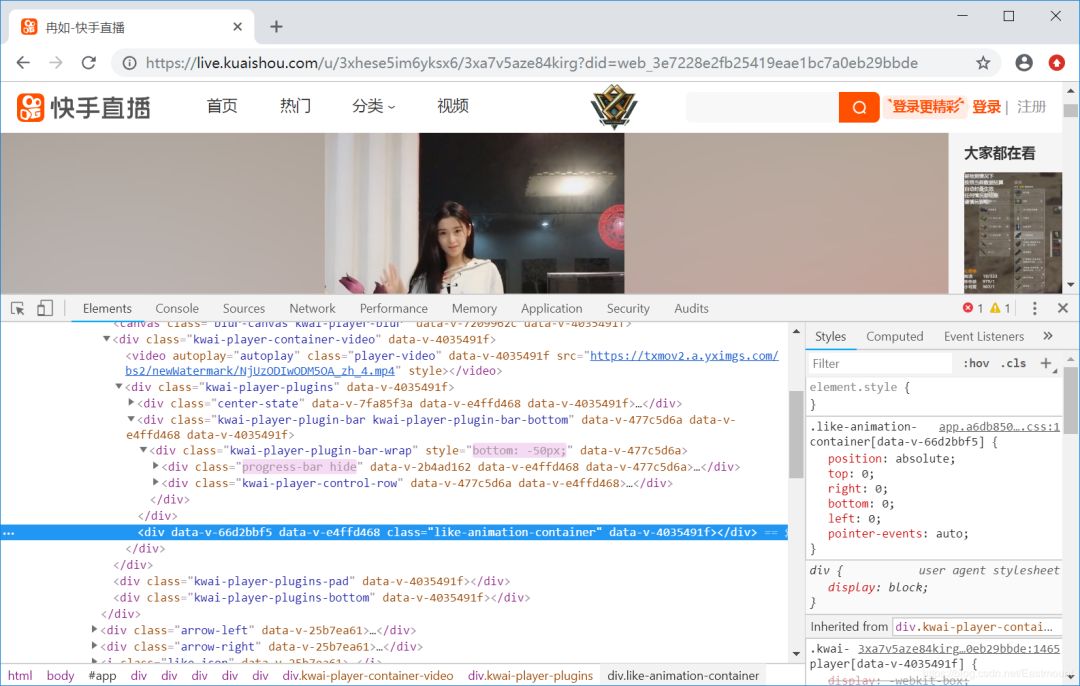 冉如-快手直播
https://live.kuaishou.com/u/3xhese5im6yksx6/3xa7v5aze84kirg?did=web_3e7228e2fb25419eae1bc7a0eb29bbde
快手直播 首页 热门 分类 视频 登录更精彩 登录 | 注册
大家都在看
Elements Console Sources Network Performance Memory Application Security Audits 1 1
<canvas class="blur-canvas kwai-player-blur" data-v-7209962c data-v-4035491f>
<div class="kwai-player-container-video" data-v-4035491f>
<video autoplay="autoplay" class="player-video" data-v-4035491f src="https://txmov2.a.yximgs.com/
bs2/newWatermark/NjUzODIwODM5OA_zh_4.mp4" style></video>
<div class="kwai-player-plugins" data-v-4035491f>
<div class="center-state" data-v-7fa85f3a data-v-e4ffd468 data-v-4035491f>…</div>
<div class="kwai-player-plugin-bar kwai-player-plugin-bar-bottom" data-v-477c5d6a data-v-
e4ffd468 data-v-4035491f>
<div class="kwai-player-plugin-bar-wrap" style="bottom: -50px;" data-v-477c5d6a>
<div class="progress-bar hide" data-v-2b4ad162 data-v-e4ffd468 data-v-477c5d6a>…</div>
<div class="kwai-player-control-row" data-v-477c5d6a data-v-e4ffd468>…</div>
</div>
</div>
<div data-v-66d2bbf5 data-v-e4ffd468 class="like-animation-container" data-v-4035491f></div> ==
</div>
</div>
<div class="kwai-player-plugins-pad" data-v-4035491f></div>
<div class="kwai-player-plugins-bottom" data-v-4035491f></div>
</div>
<div class="arrow-left" data-v-25b7ea61>…</div>
<div class="arrow-right" data-v-25b7ea61>…</div>
<i class="like-icon" data-v-25b7ea61>…</i>
html body #app div div div div div div.kwai-player-container-video div.kwai-player-plugins div.like-animation-container
Styles Computed Event Listeners »
Filter :hov .cls +
element.style {
}
.like-animation- app.a6db850….css:1
container[data-v-66d2bbf5] {
position: absolute;
top: 0;
right: 0;
bottom: 0;
left: 0;
pointer-events: auto;
}
div { user agent stylesheet
display: block;
}
Inherited from div.kwai-player-contai…
.kwai- 3xa7v5aze84kirg…0eb29bbde:1465
player[data-v-4035491f] {
display: -webkit-box;